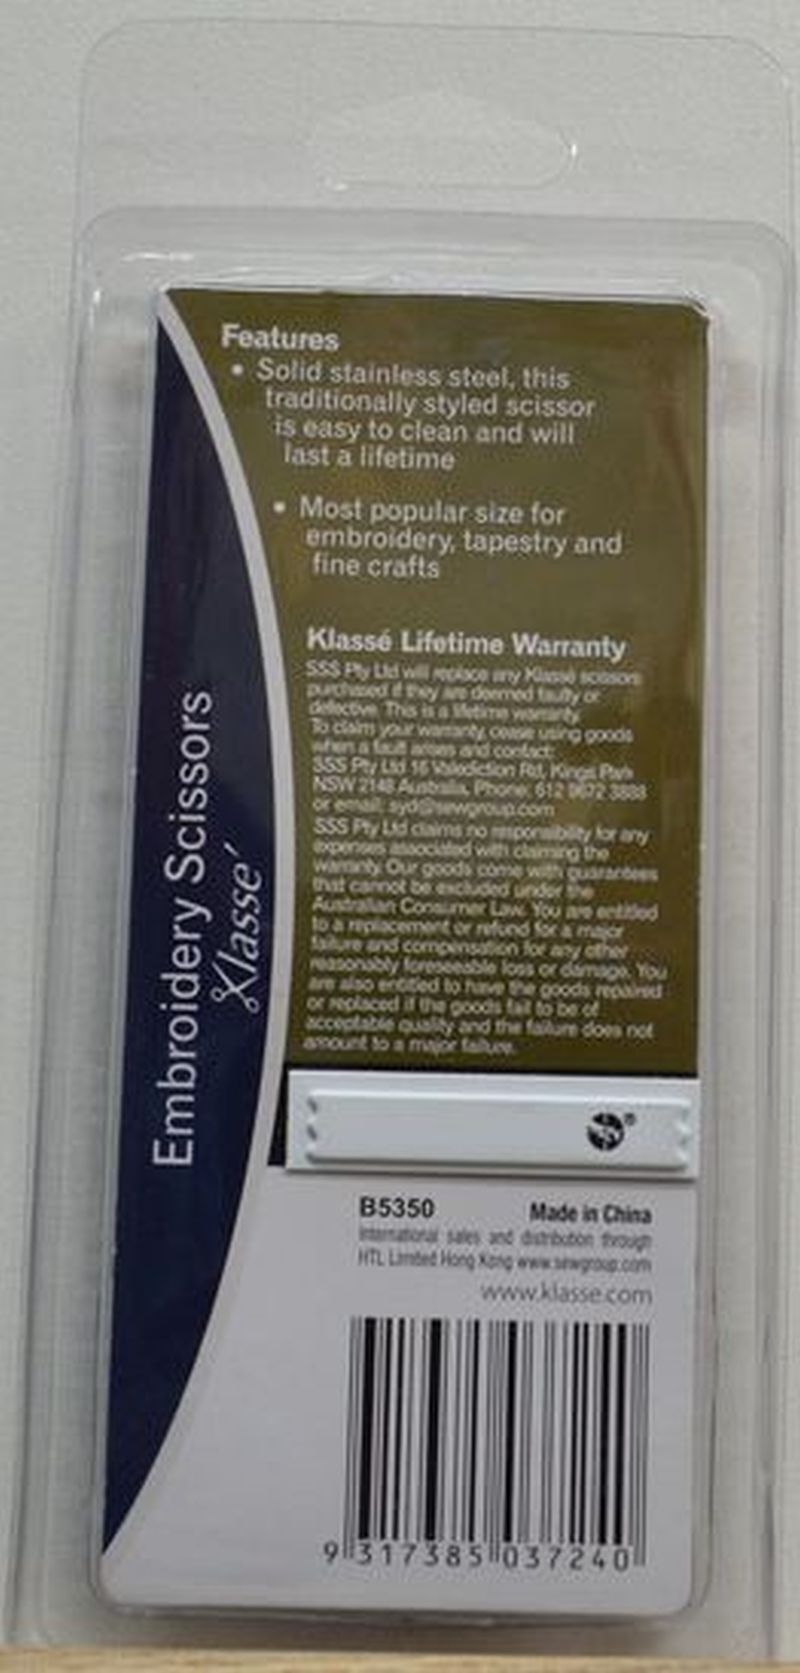 Features
• Solid stainless steel, this
traditionally styled scissor
is easy to clean and will
last a lifetime
• Most popular size for
embroidery, tapestry and
fine crafts
Klassé Lifetime Warranty
SSS Pty Ltd will replace any Klassé scissors
purchased if they are deemed faulty or
defective. This is a lifetime warranty.
To claim your warranty, cease using goods
when a fault arises and contact:
SSS Pty Ltd 16 Valediction Rd, Kings Park
NSW 2148 Australia. Phone: 612 9672 3888
or email: syd@sewgroup.com
SSS Pty Ltd claims no responsibility for any
expenses associated with claiming the
warranty. Our goods come with guarantees
that cannot be excluded under the
Australian Consumer Law. You are entitled
to a replacement or refund for a major
failure and compensation for any other
reasonably foreseeable loss or damage. You
are also entitled to have the goods repaired
or replaced if the goods fail to be of
acceptable quality and the failure does not
amount to a major failure.
Embroidery Scissors
Klassé
®
B5350 Made in China
International sales and distribution through
HTL Limited Hong Kong www.sewgroup.com
www.klasse.com
9 317385 037240